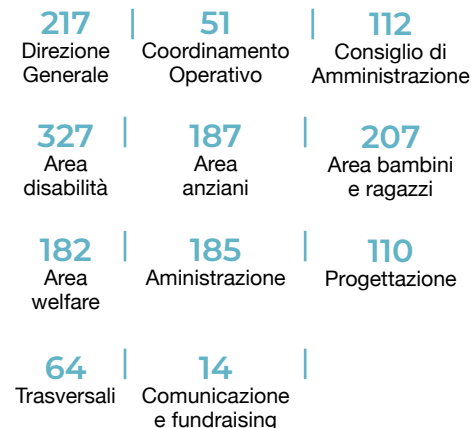 217
Direzione
Generale
51
Coordinamento
Operativo
112
Consiglio di
Amministrazione
327
Area
disabilità
187
Area
anziani
207
Area bambini
e ragazzi
182
Area
welfare
185
Aministrazione
110
Progettazione
64
Trasversali
14
Comunicazione
e fundraising